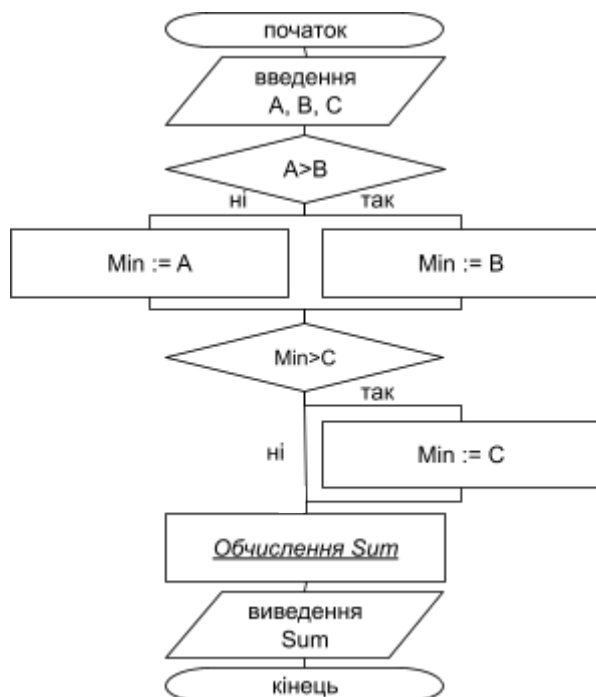 початок
введення
A, B, C
A>B
ні
так
Min := A
Min := B
Min>C
так
ні
Min := C
Обчислення Sum
виведення
Sum
кінець